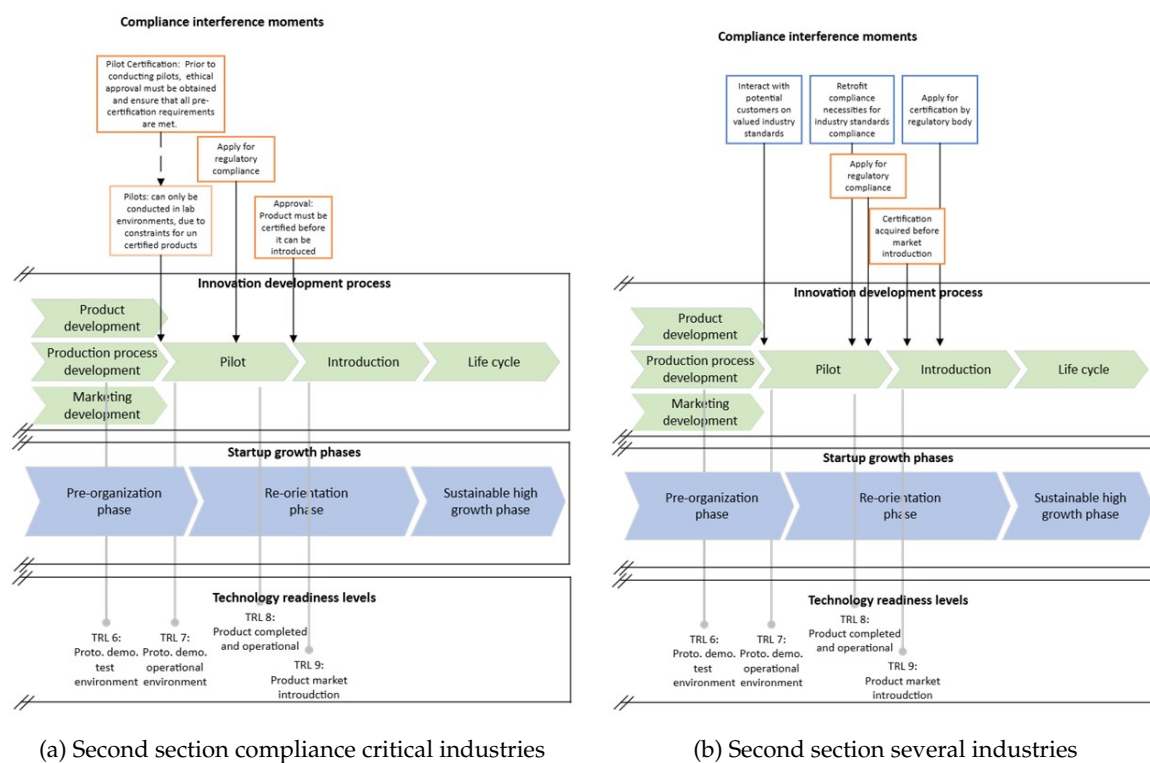 Compliance interference moments
Pilot Certification: Prior to
conducting pilots, ethical
approval must be obtained
and ensure that all pre-
certification requirements
are met.
Apply for
regulatory
compliance
Pilots: can only be
conducted in lab
environments, due to
constraints for un
certified products
Approval:
Product must be
certified before
it can be
introduced
Innovation development process
Product
development
Production process
development
Marketing
development
Pilot
Introduction
Life cycle
Startup growth phases
Pre-organization
phase
Re-orientation
phase
Sustainable high
growth phase
Technology readiness levels
TRL 6:
Proto. demo.
test
environment
TRL 7:
Proto. demo.
operational
environment
TRL 8:
Product completed
and operational
TRL 9:
Product market
introudction
(a) Second section compliance critical industries
Compliance interference moments
Interact with
potential
customers on
valued industry
standards
Retrofit
compliance
necessities for
industry standards
compliance
Apply for
certification by
regulatory body
Apply for
regulatory
compliance
Certification
acquired before
market
introduction
Innovation development process
Product
development
Production process
development
Marketing
development
Pilot
Introduction
Life cycle
Startup growth phases
Pre-organization
phase
Re-orientation
phase
Sustainable high
growth phase
Technology readiness levels
TRL 6:
Proto. demo.
test
environment
TRL 7:
Proto. demo.
operational
environment
TRL 8:
Product completed
and operational
TRL 9:
Product market
introudction
(b) Second section several industries